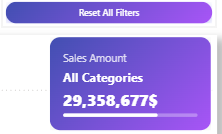 Reset All Filters
Sales Amount
All Categories
29,358,677$